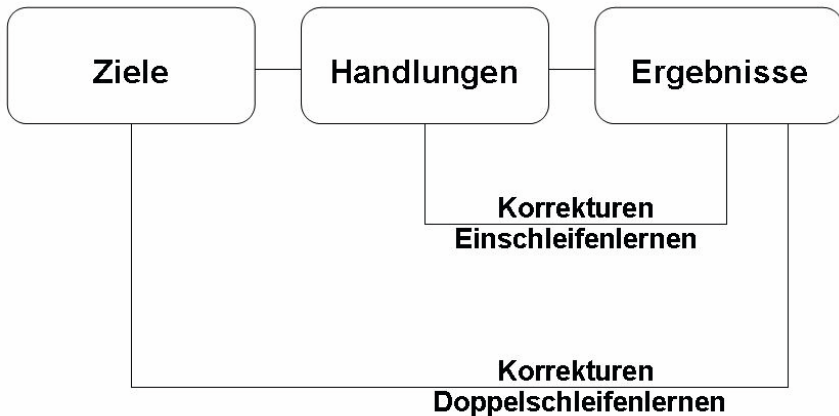 Ziele
Handlungen
Ergebnisse
Korrekturen
Einschleifenlernen
Korrekturen
Doppelschleifenlernen